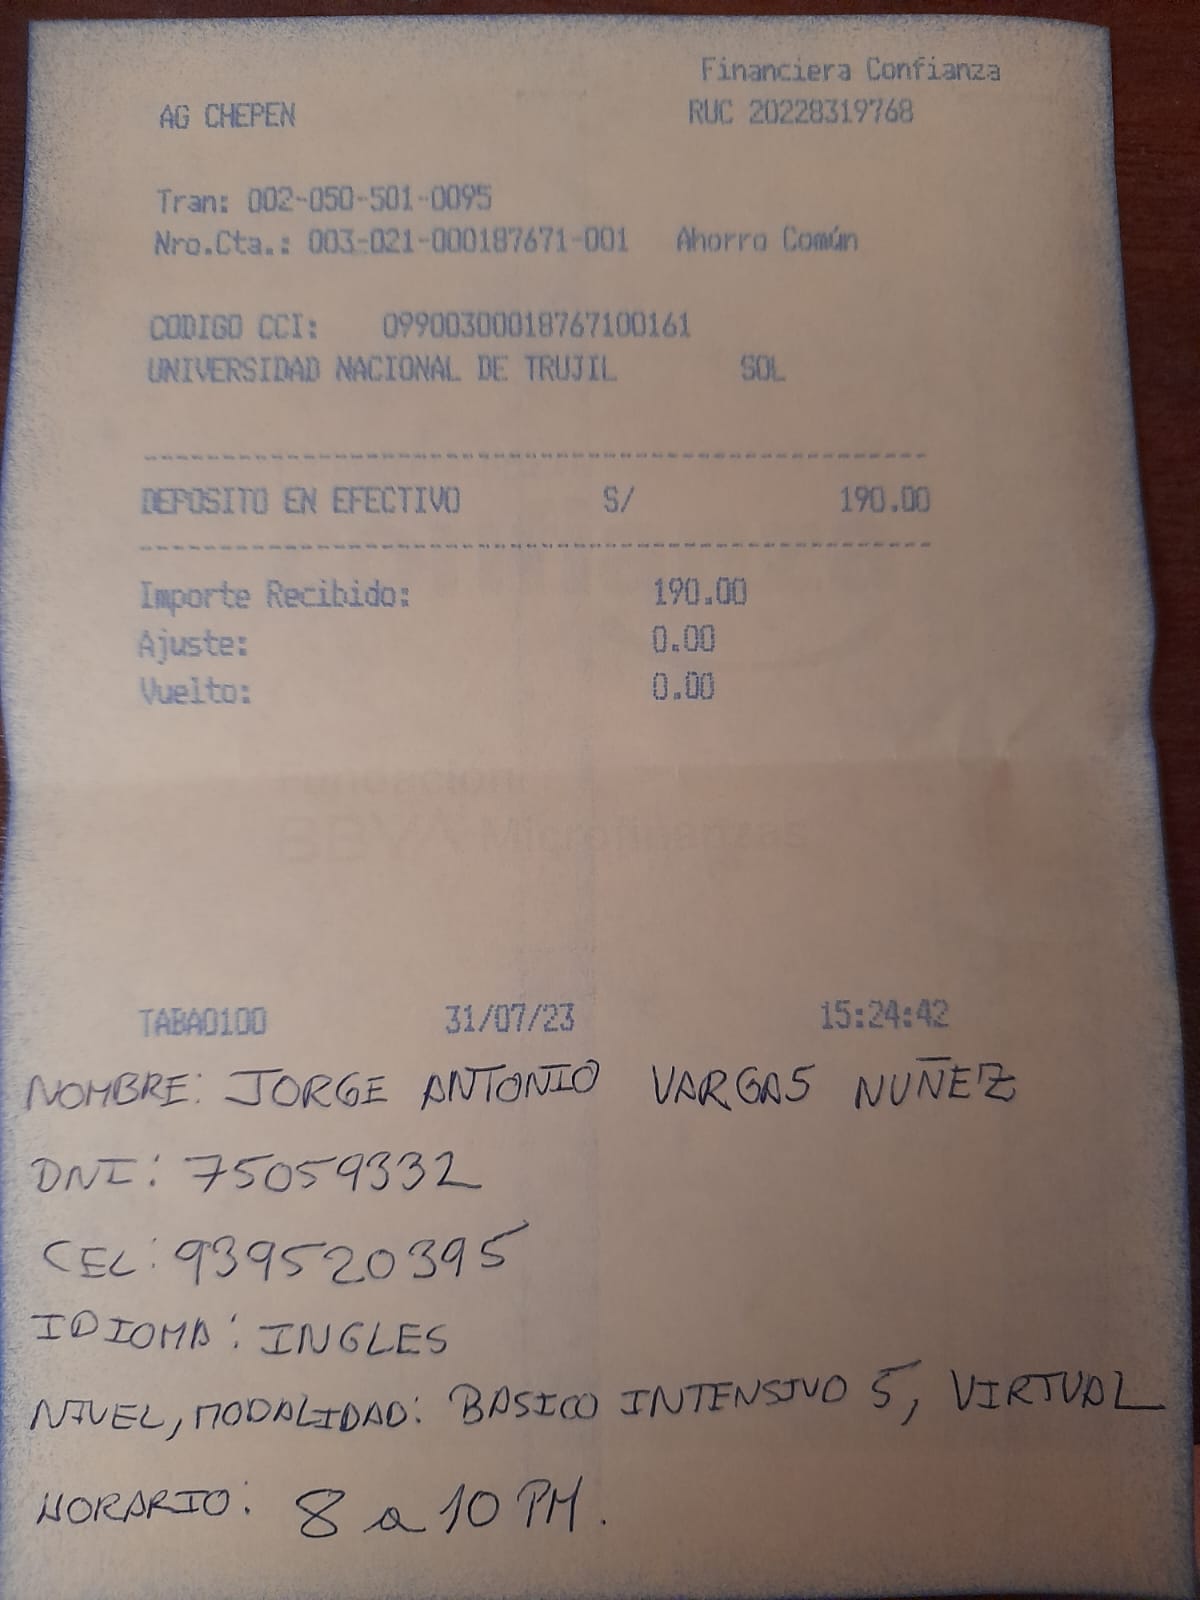 Financiera Confianza
AG CHEPEN RUC 20228319768
Tran: 002-050-501-0095
Nro.Cta.: 003-021-000187671-001 Ahorro Común
CODIGO CCI: 09900300018767100161
UNIVERSIDAD NACIONAL DE TRUJIL SOL
DEPOSITO EN EFECTIVO S/ 190.00
Importe Recibido: 190.00
Ajuste: 0.00
Vuelto: 0.00
Fundación
BBVA Microfinanzas
TABA0100 31/07/23 15:24:42
NOMBRE: JORGE ANTONIO VARGAS NUÑEZ
DNI: 75059332
CEL: 939520395
IDIOMA: INGLES
NIVEL, MODALIDAD: BASICO INTENSIVO 5, VIRTUAL
HORARIO: 8 a 10 PM.